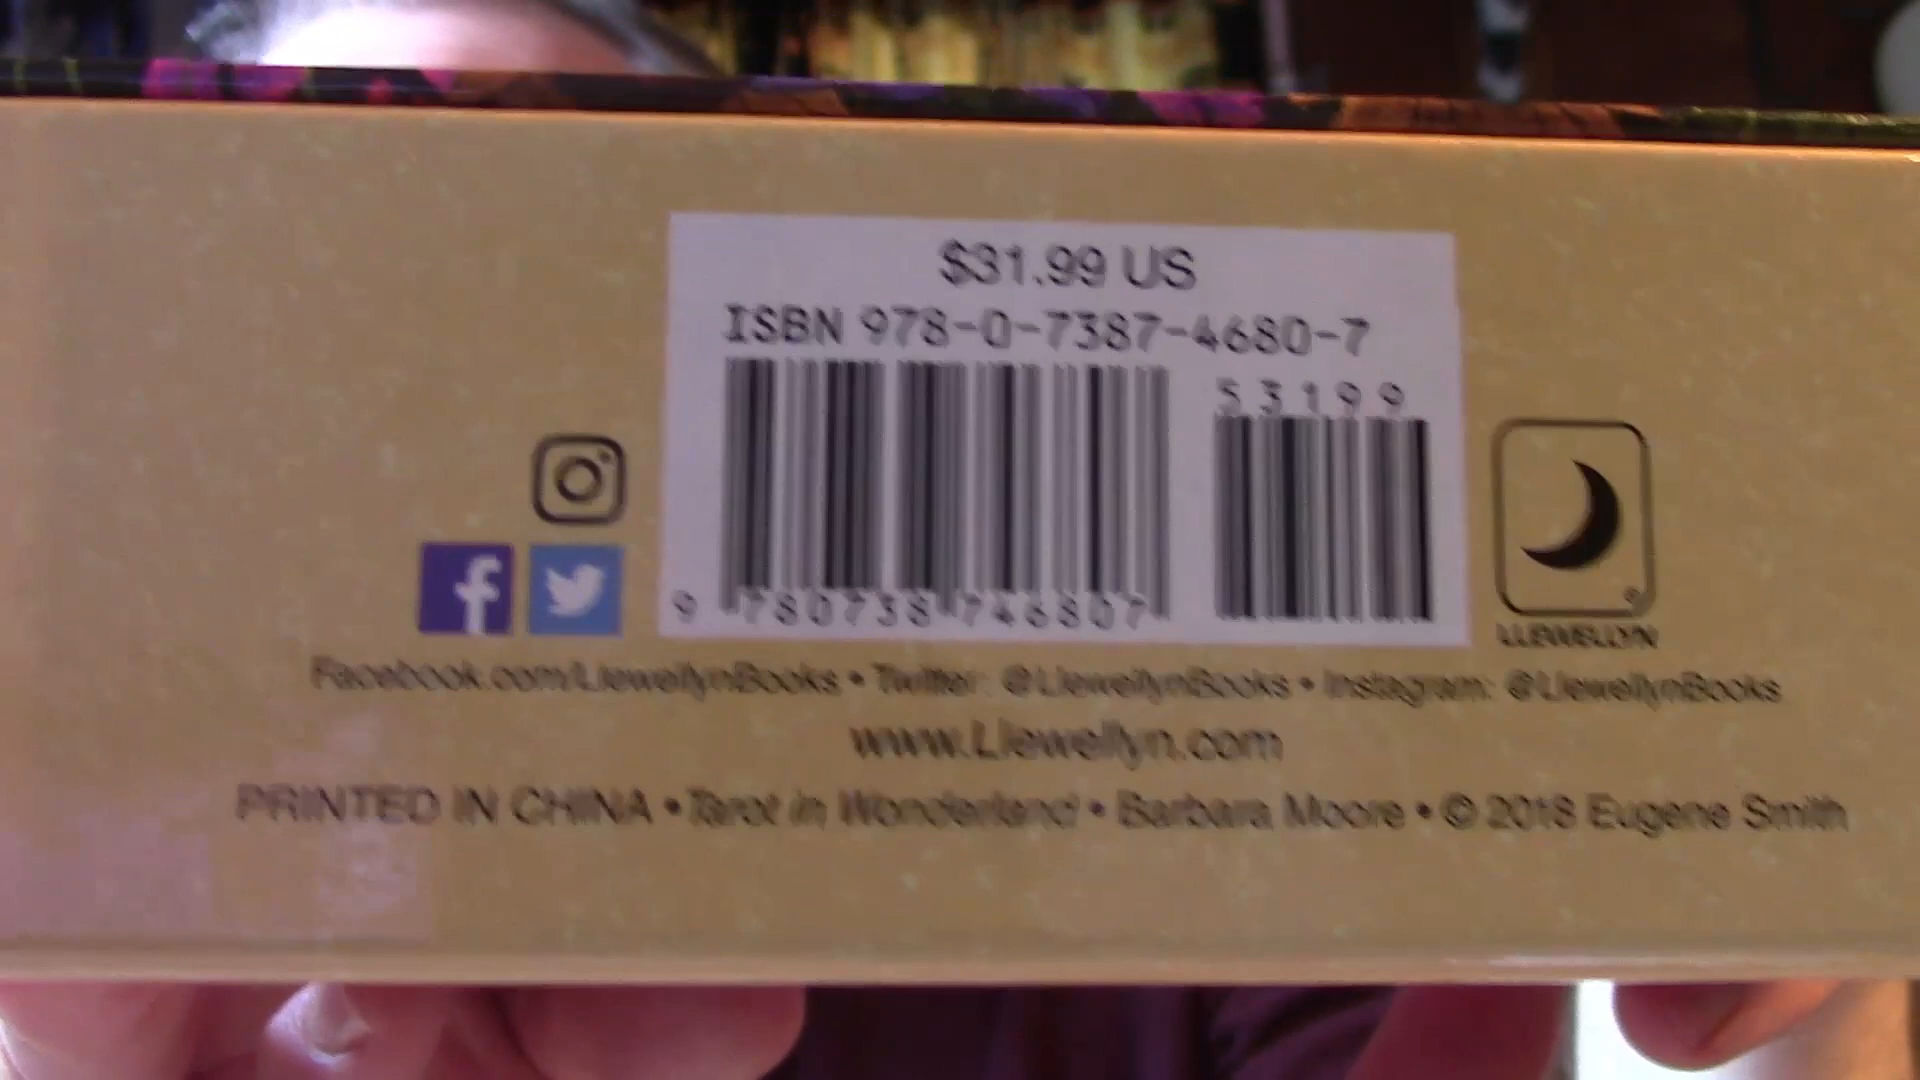 $31.99 US
ISBN 978-0-7387-4680-7
53199
9 780738 746807
LLEWELLYN
Facebook.com/LlewellynBooks • Twitter: @LlewellynBooks • Instagram: @LlewellynBooks
www.Llewellyn.com
PRINTED IN CHINA • Tarot in Wonderland • Barbara Moore • © 2018 Eugene Smith